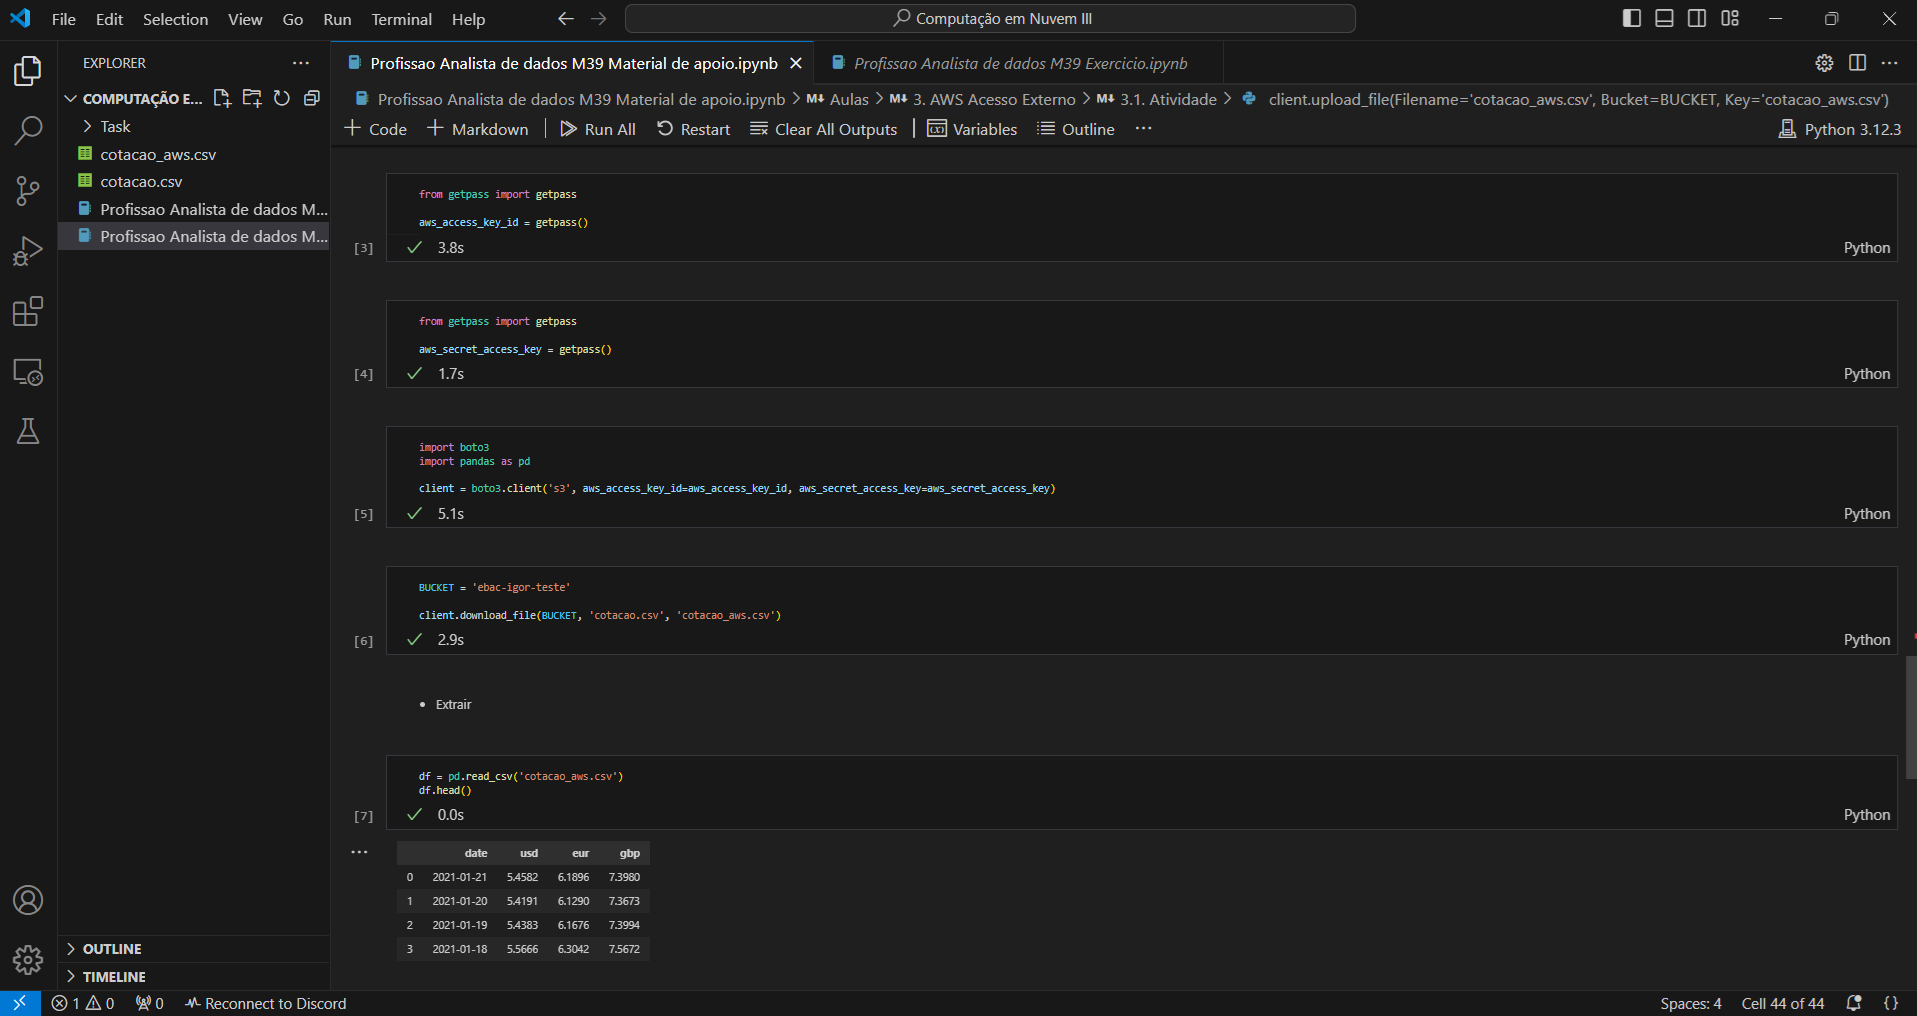 File Edit Selection View Go Run Terminal Help
Computação em Nuvem III
EXPLORER
COMPUTAÇÃO E...
Task
cotacao_aws.csv
cotacao.csv
Profissao Analista de dados M...
Profissao Analista de dados M...
OUTLINE
TIMELINE
Profissao Analista de dados M39 Material de apoio.ipynb
Profissao Analista de dados M39 Exercicio.ipynb
Profissao Analista de dados M39 Material de apoio.ipynb > M Aulas > M 3. AWS Acesso Externo > M 3.1. Atividade > client.upload_file(Filename='cotacao_aws.csv', Bucket=BUCKET, Key='cotacao_aws.csv')
+ Code + Markdown | Run All Restart Clear All Outputs | Variables Outline ...
Python 3.12.3
from getpass import getpass
aws_access_key_id = getpass()
[3] 3.8s Python
from getpass import getpass
aws_secret_access_key = getpass()
[4] 1.7s Python
import boto3
import pandas as pd
client = boto3.client('s3', aws_access_key_id=aws_access_key_id, aws_secret_access_key=aws_secret_access_key)
[5] 5.1s Python
BUCKET = 'ebac-igor-teste'
client.download_file(BUCKET, 'cotacao.csv', 'cotacao_aws.csv')
[6] 2.9s Python
• Extrair
df = pd.read_csv('cotacao_aws.csv')
df.head()
[7] 0.0s Python
date usd eur gbp
0 2021-01-21 5.4582 6.1896 7.3980
1 2021-01-20 5.4191 6.1290 7.3673
2 2021-01-19 5.4383 6.1676 7.3994
3 2021-01-18 5.5666 6.3042 7.5672
1 0 0 Reconnect to Discord
Spaces: 4 Cell 44 of 44 {}